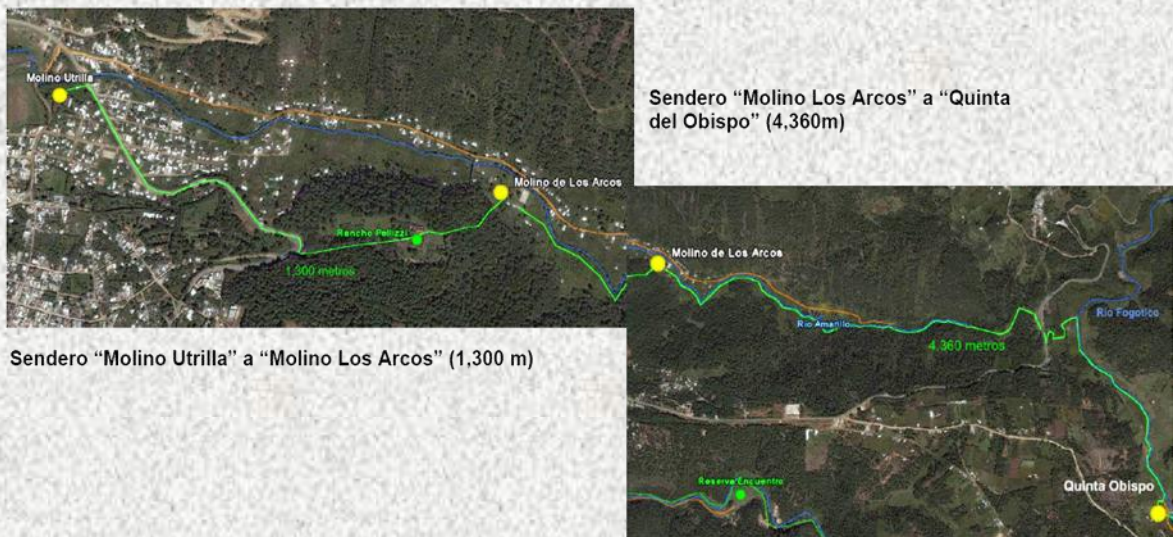 Molino Utrilla
Molino de Los Arcos
Rancho Pellizzi
1,300 metros
Sendero “Molino Utrilla” a “Molino Los Arcos” (1,300 m)
Sendero “Molino Los Arcos” a “Quinta
del Obispo” (4,360m)
Molino de Los Arcos
Rio Amarillo
Rio Fogotico
4,360 metros
Reserva Encuentro
Quinta Obispo